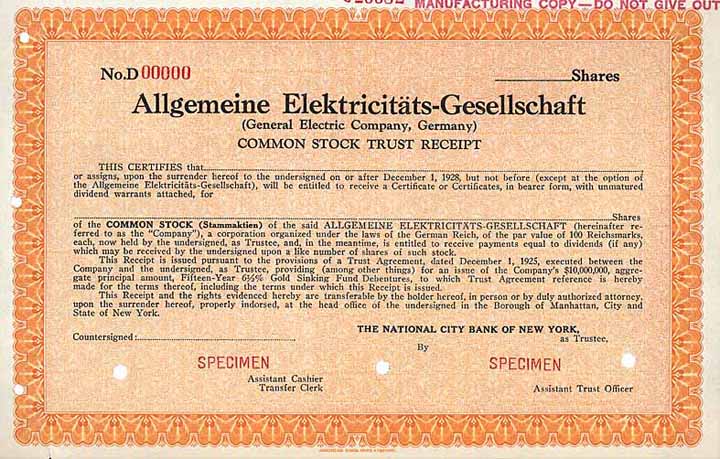 MANUFACTURING COPY—DO NOT GIVE OUT
No. D 00000 Shares
Allgemeine Elektricitäts-Gesellschaft
(General Electric Company, Germany)
COMMON STOCK TRUST RECEIPT
THIS CERTIFIES that
or assigns, upon the surrender hereof to the undersigned on or after December 1, 1928, but not before (except at the option of
the Allgemeine Elektricitäts-Gesellschaft), will be entitled to receive a Certificate or Certificates, in bearer form, with unmatured
dividend warrants attached, for
Shares
of the COMMON STOCK (Stammaktien) of the said ALLGEMEINE ELEKTRICITÄTS-GESELLSCHAFT (hereinafter re-
ferred to as the "Company"), a corporation organized under the laws of the German Reich, of the par value of 100 Reichsmarks,
each, now held by the undersigned, as Trustee, and, in the meantime, is entitled to receive payments equal to dividends (if any)
which may be received by the undersigned upon a like number of shares of such stock.
This Receipt is issued pursuant to the provisions of a Trust Agreement, dated December 1, 1925, executed between the
Company and the undersigned, as Trustee, providing (among other things) for an issue of the Company's $10,000,000, aggre-
gate principal amount, Fifteen-Year 6½% Gold Sinking Fund Debentures, to which Trust Agreement reference is hereby
made for the terms thereof, including the terms under which this Receipt is issued.
This Receipt and the rights evidenced hereby are transferable by the holder hereof, in person or by duly authorized attorney,
upon the surrender hereof, properly indorsed, at the head office of the undersigned in the Borough of Manhattan, City and
State of New York.
THE NATIONAL CITY BANK OF NEW YORK,
Countersigned: as Trustee,
By
SPECIMEN SPECIMEN
Assistant Cashier
Transfer Clerk
Assistant Trust Officer